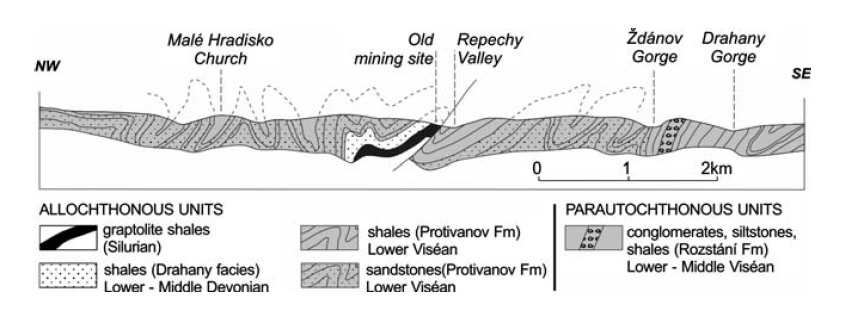 Malé Hradisko
Church
Old
mining site
Repechy
Valley
Ždánov
Gorge
Drahany
Gorge
NW
SE
0 1 2km
ALLOCHTHONOUS UNITS
graptolite shales
(Silurian)
shales (Drahany facies)
Lower - Middle Devonian
shales (Protivanov Fm)
Lower Viséan
sandstones(Protivanov Fm)
Lower Viséan
PARAUTOCHTHONOUS UNITS
conglomerates, siltstones,
shales (Rozstání Fm)
Lower - Middle Viséan